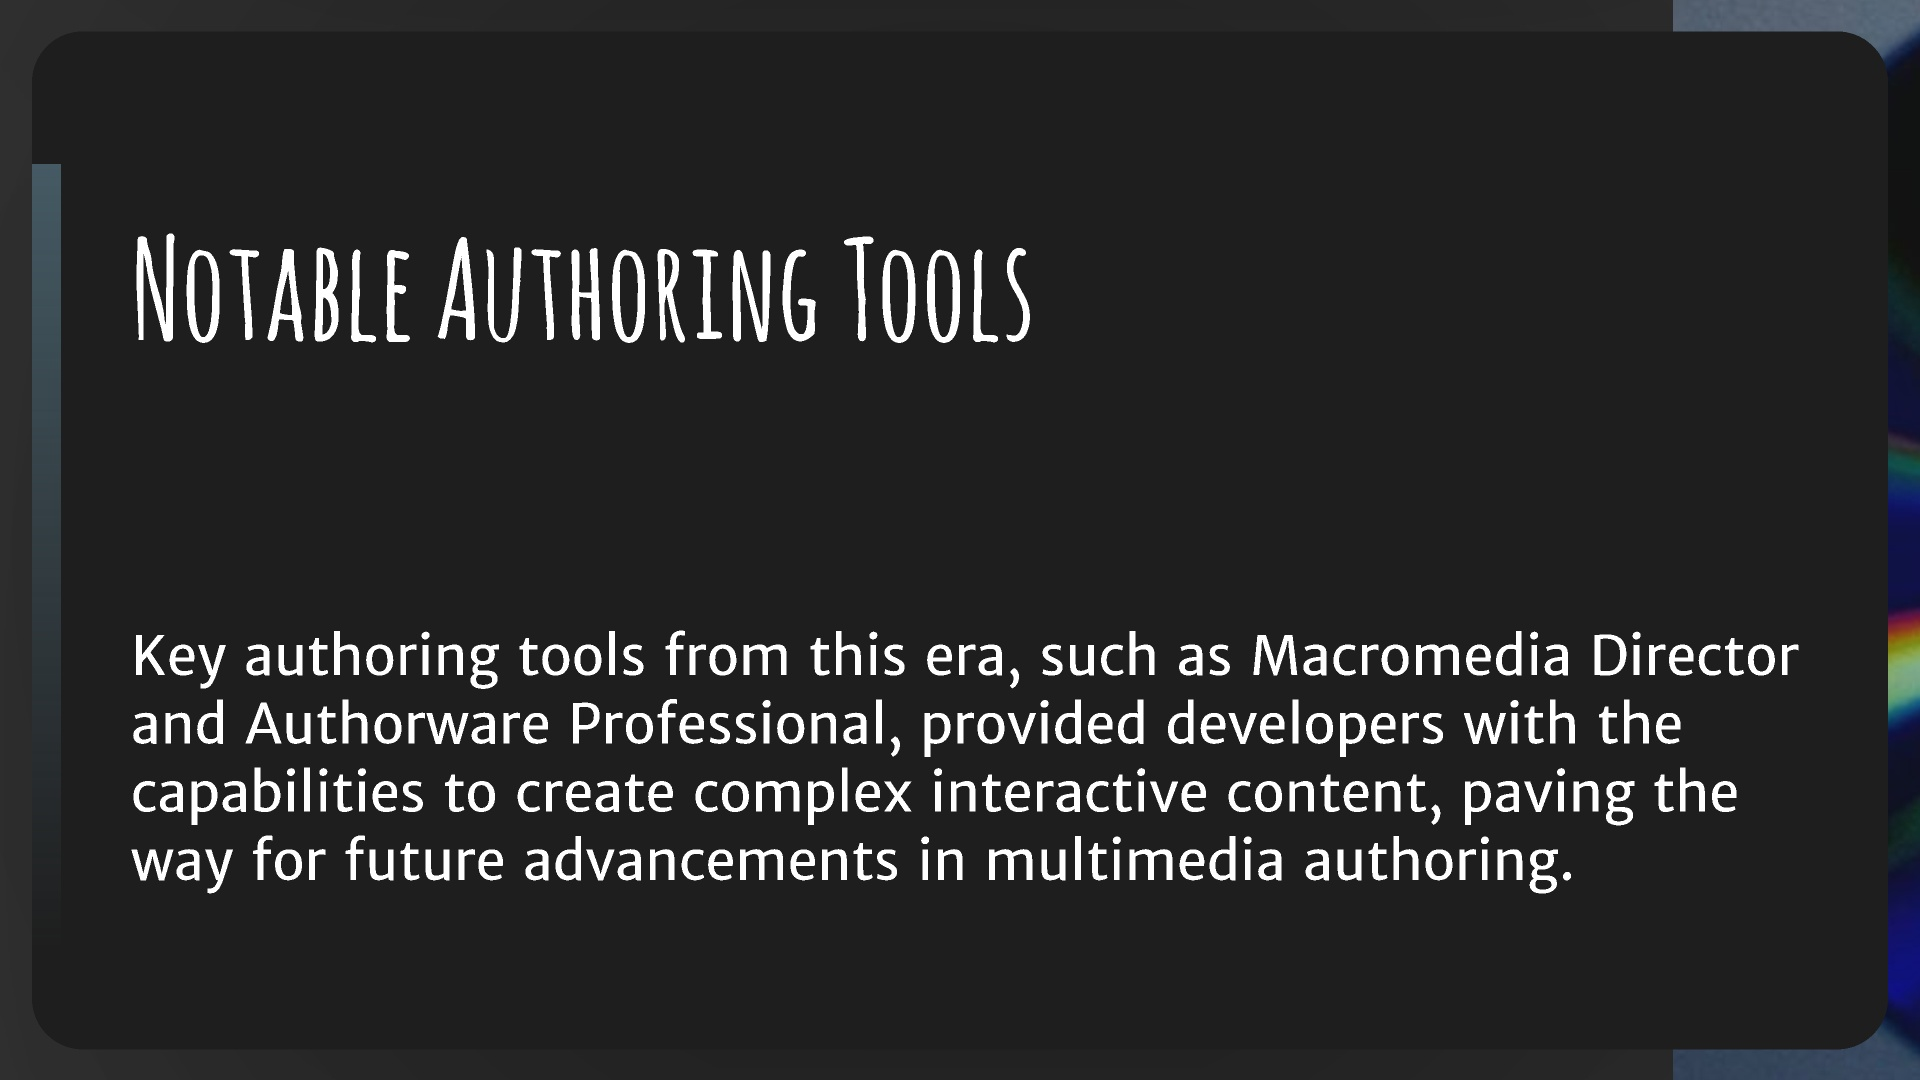 Notable Authoring Tools
Key authoring tools from this era, such as Macromedia Director
and Authorware Professional, provided developers with the
capabilities to create complex interactive content, paving the
way for future advancements in multimedia authoring.